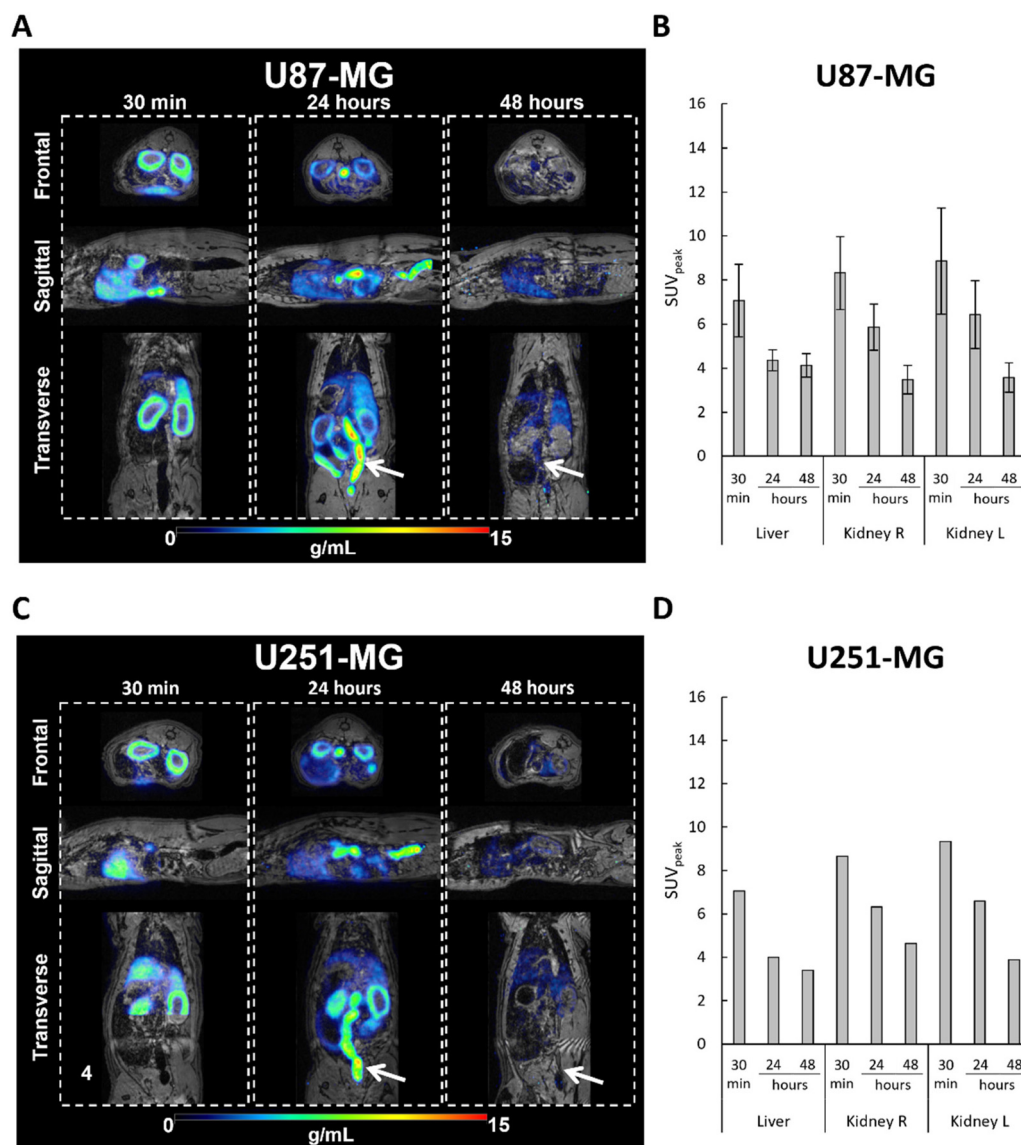 A
U87-MG
30 min 24 hours 48 hours
Frontal
Sagittal
Transverse
0 15
g/mL
B
U87-MG
16
14
12
10
8
6
4
2
0
SUVpeak
30 24 48 30 24 48 30 24 48
min hours min hours min hours
Liver Kidney R Kidney L
C
U251-MG
30 min 24 hours 48 hours
Frontal
Sagittal
Transverse
4
0 15
g/mL
D
U251-MG
16
14
12
10
8
6
4
2
0
SUVpeak
30 24 48 30 24 48 30 24 48
min hours min hours min hours
Liver Kidney R Kidney L